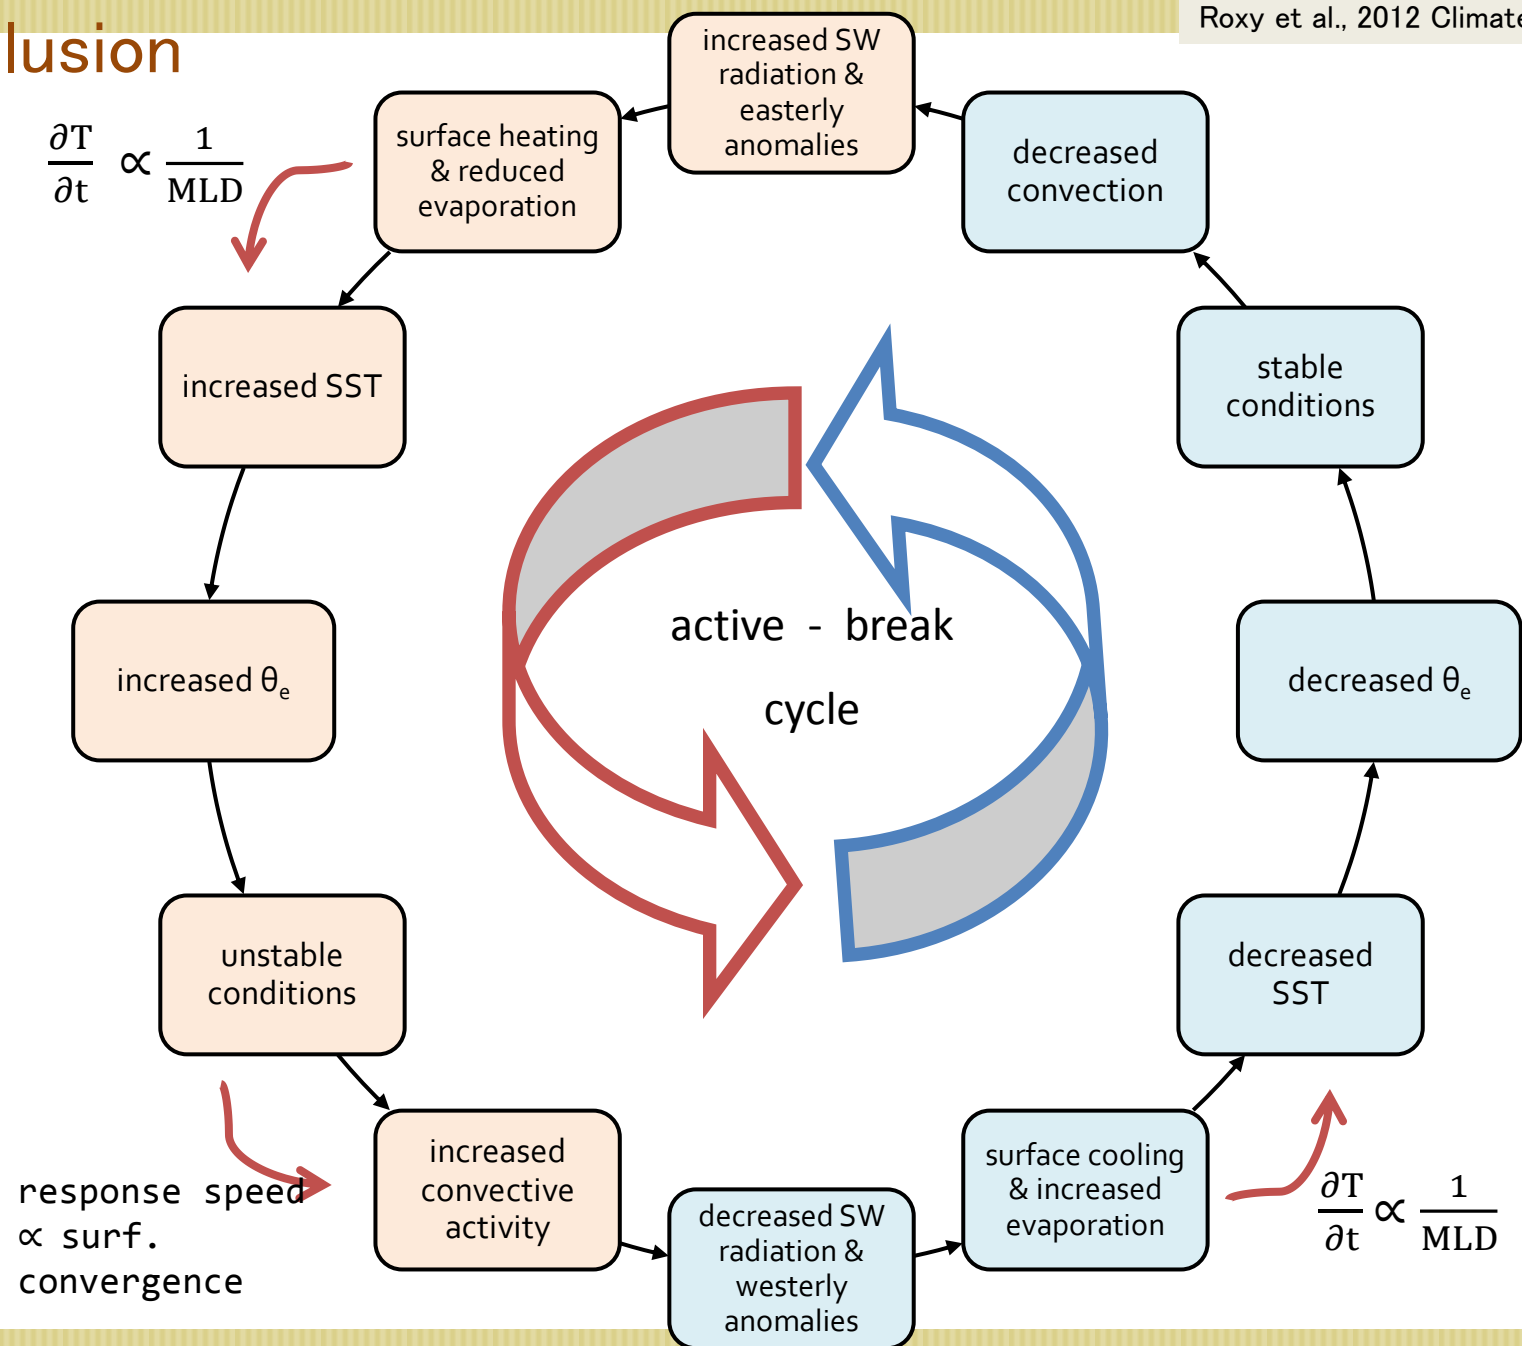 Roxy et al., 2012 Climate
lusion
increased SW
radiation &
easterly
anomalies
surface heating
& reduced
evaporation
∂T/∂t ∝ 1/MLD
increased SST
increased θe
unstable
conditions
response speed
∝ surf.
convergence
increased
convective
activity
decreased SW
radiation &
westerly
anomalies
surface cooling
& increased
evaporation
∂T/∂t ∝ 1/MLD
decreased
SST
decreased θe
stable
conditions
decreased
convection
active - break
cycle